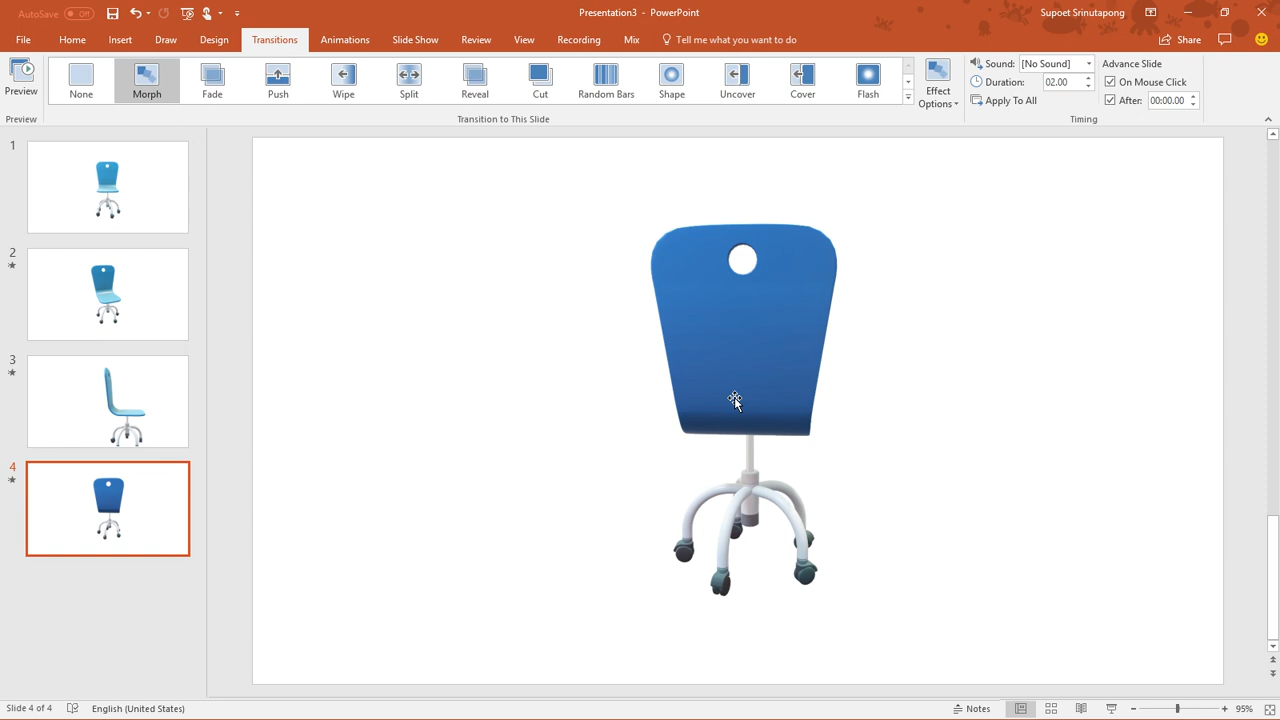 AutoSave Off
Presentation3 - PowerPoint
Supoet Srinutapong
File Home Insert Draw Design Transitions Animations Slide Show Review View Recording Mix Tell me what you want to do Share
Preview None Morph Fade Push Wipe Split Reveal Cut Random Bars Shape Uncover Cover Flash Effect Options
Sound: [No Sound]
Duration: 02.00
Apply To All
Advance Slide
On Mouse Click
After: 00:00.00
Preview Transition to This Slide Timing
1
2
3
4
Slide 4 of 4 English (United States) Notes 95%